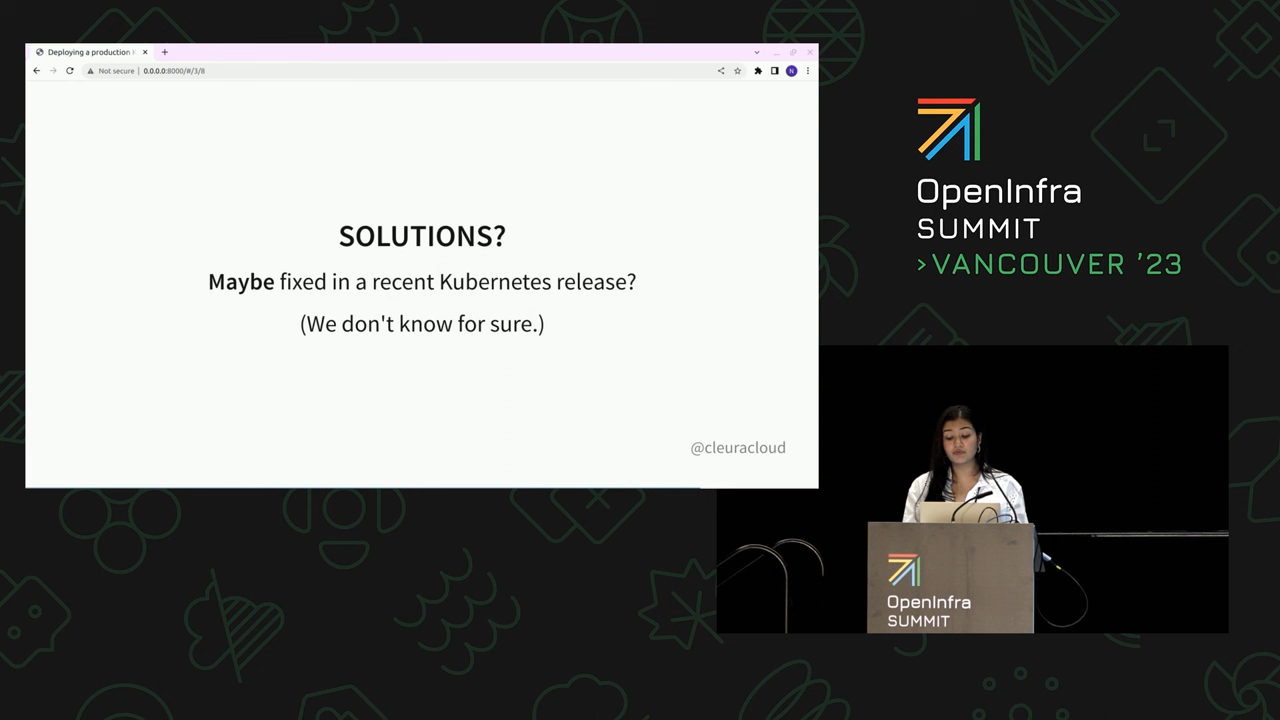 Deploying a production
Not secure
0.0.0.0:8000/#/3/8
N
SOLUTIONS?
Maybe fixed in a recent Kubernetes release?
(We don't know for sure.)
@cleuracloud
OpenInfra
SUMMIT
>VANCOUVER '23
OpenInfra
SUMMIT